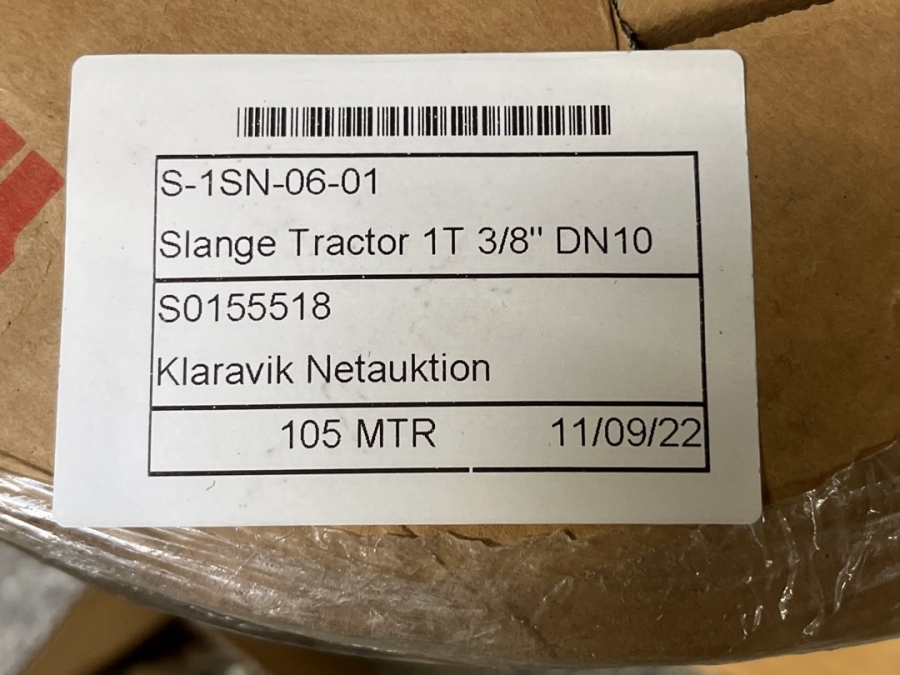 S-1SN-06-01
Slange Tractor 1T 3/8" DN10
S0155518
Klaravik Netauktion
105 MTR 11/09/22